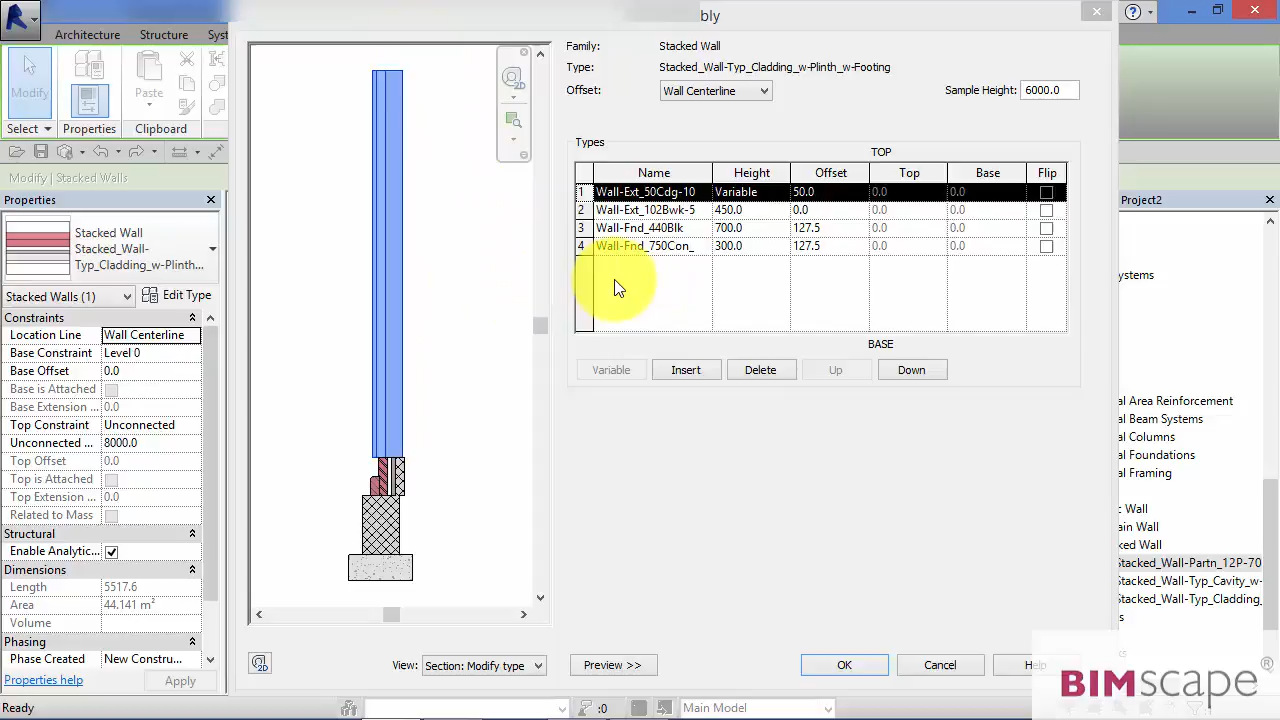 bly
Architecture Structure Sys
Modify Paste
Select Properties Clipboard
Modify | Stacked Walls
Properties
Stacked Wall
Stacked_Wall-
Typ_Cladding_w-Plinth...
Stacked Walls (1) Edit Type
Constraints
Location Line Wall Centerline
Base Constraint Level 0
Base Offset 0.0
Base is Attached
Base Extension ... 0.0
Top Constraint Unconnected
Unconnected ... 8000.0
Top Offset 0.0
Top is Attached
Top Extension ... 0.0
Related to Mass
Structural
Enable Analytic...
Dimensions
Length 5517.6
Area 44.141 m²
Volume
Phasing
Phase Created New Constru...
Properties help Apply
Ready
Family: Stacked Wall
Type: Stacked_Wall-Typ_Cladding_w-Plinth_w-Footing
Offset: Wall Centerline Sample Height: 6000.0
Types
TOP
Name Height Offset Top Base Flip
1 Wall-Ext_50Cdg-10 Variable 50.0 0.0 0.0
2 Wall-Ext_102Bwk-5 450.0 0.0 0.0 0.0
3 Wall-Fnd_440Blk 700.0 127.5 0.0 0.0
4 Wall-Fnd_750Con_ 300.0 127.5 0.0 0.0
BASE
Variable Insert Delete Up Down
View: Section: Modify type Preview >> OK Cancel Help
:0 Main Model
Project2
ystems
al Area Reinforcement
al Beam Systems
al Columns
al Foundations
al Framing
c Wall
ain Wall
ked Wall
Stacked_Wall-Partn_12P-70
Stacked_Wall-Typ_Cavity_w-
Stacked_Wall-Typ_Cladding_
s
BIMscape®